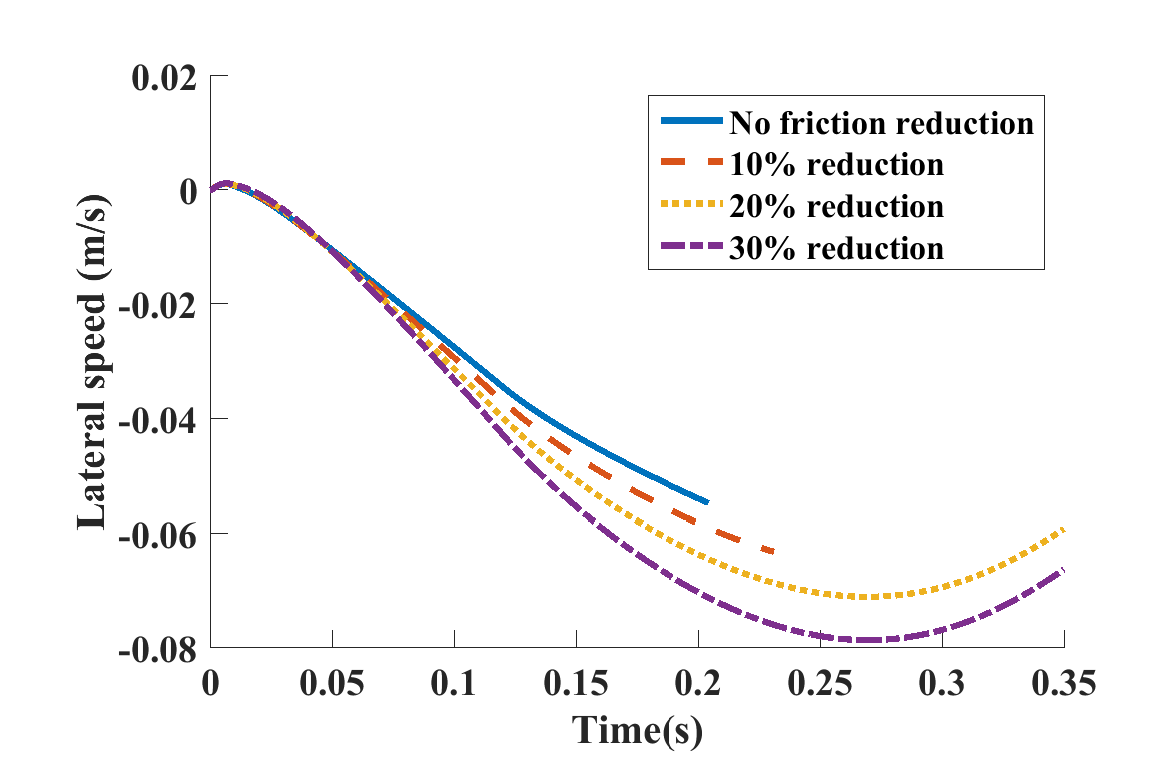 0.02
0
-0.02
-0.04
-0.06
-0.08
Lateral speed (m/s)
No friction reduction
10% reduction
20% reduction
30% reduction
0 0.05 0.1 0.15 0.2 0.25 0.3 0.35
Time(s)